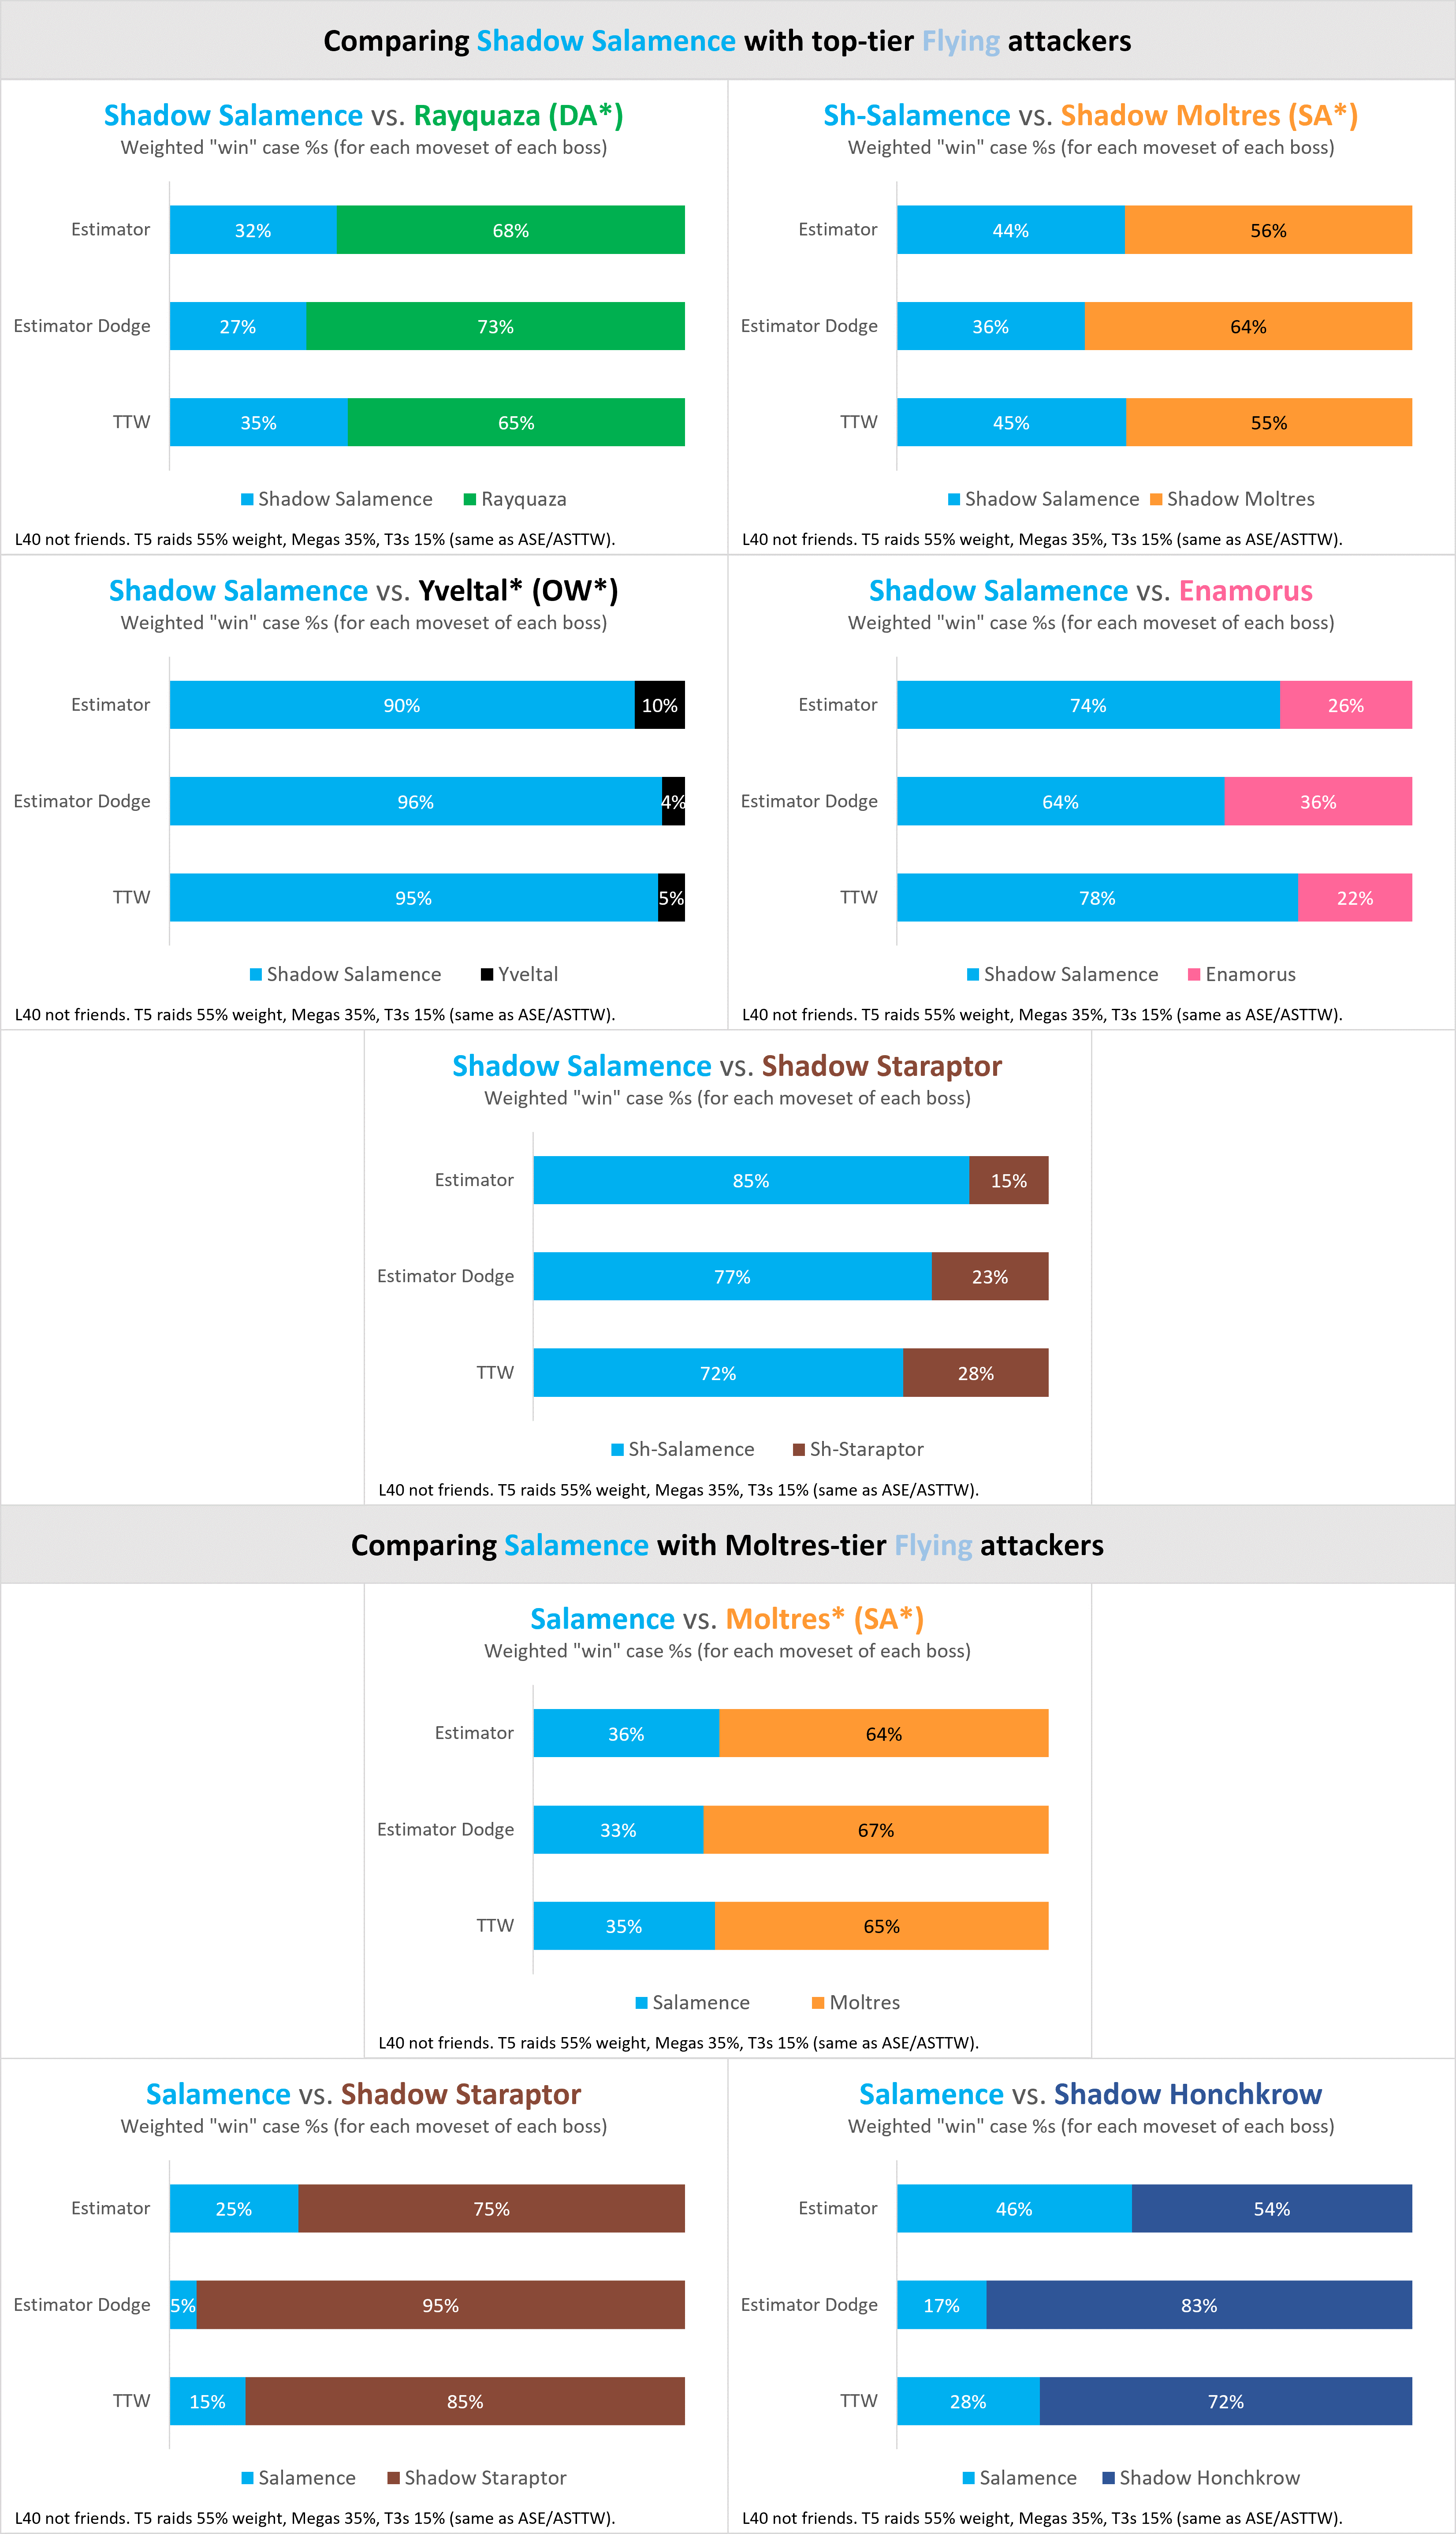 Comparing Shadow Salamence with top-tier Flying attackers
Shadow Salamence vs. Rayquaza (DA*)
Weighted "win" case %s (for each moveset of each boss)
Estimator
32%
68%
Estimator Dodge
27%
73%
TTW
35%
65%
Shadow Salamence
Rayquaza
L40 not friends. T5 raids 55% weight, Megas 35%, T3s 15% (same as ASE/ASTTW).
Sh-Salamence vs. Shadow Moltres (SA*)
Weighted "win" case %s (for each moveset of each boss)
Estimator
44%
56%
Estimator Dodge
36%
64%
TTW
45%
55%
Shadow Salamence
Shadow Moltres
L40 not friends. T5 raids 55% weight, Megas 35%, T3s 15% (same as ASE/ASTTW).
Shadow Salamence vs. Yveltal* (OW*)
Weighted "win" case %s (for each moveset of each boss)
Estimator
90%
10%
Estimator Dodge
96%
4%
TTW
95%
5%
Shadow Salamence
Yveltal
L40 not friends. T5 raids 55% weight, Megas 35%, T3s 15% (same as ASE/ASTTW).
Shadow Salamence vs. Enamorus
Weighted "win" case %s (for each moveset of each boss)
Estimator
74%
26%
Estimator Dodge
64%
36%
TTW
78%
22%
Shadow Salamence
Enamorus
L40 not friends. T5 raids 55% weight, Megas 35%, T3s 15% (same as ASE/ASTTW).
Shadow Salamence vs. Shadow Staraptor
Weighted "win" case %s (for each moveset of each boss)
Estimator
85%
15%
Estimator Dodge
77%
23%
TTW
72%
28%
Sh-Salamence
Sh-Staraptor
L40 not friends. T5 raids 55% weight, Megas 35%, T3s 15% (same as ASE/ASTTW).
Comparing Salamence with Moltres-tier Flying attackers
Salamence vs. Moltres* (SA*)
Weighted "win" case %s (for each moveset of each boss)
Estimator
36%
64%
Estimator Dodge
33%
67%
TTW
35%
65%
Salamence
Moltres
L40 not friends. T5 raids 55% weight, Megas 35%, T3s 15% (same as ASE/ASTTW).
Salamence vs. Shadow Staraptor
Weighted "win" case %s (for each moveset of each boss)
Estimator
25%
75%
Estimator Dodge
5%
95%
TTW
15%
85%
Salamence
Shadow Staraptor
L40 not friends. T5 raids 55% weight, Megas 35%, T3s 15% (same as ASE/ASTTW).
Salamence vs. Shadow Honchkrow
Weighted "win" case %s (for each moveset of each boss)
Estimator
46%
54%
Estimator Dodge
17%
83%
TTW
28%
72%
Salamence
Shadow Honchkrow
L40 not friends. T5 raids 55% weight, Megas 35%, T3s 15% (same as ASE/ASTTW).